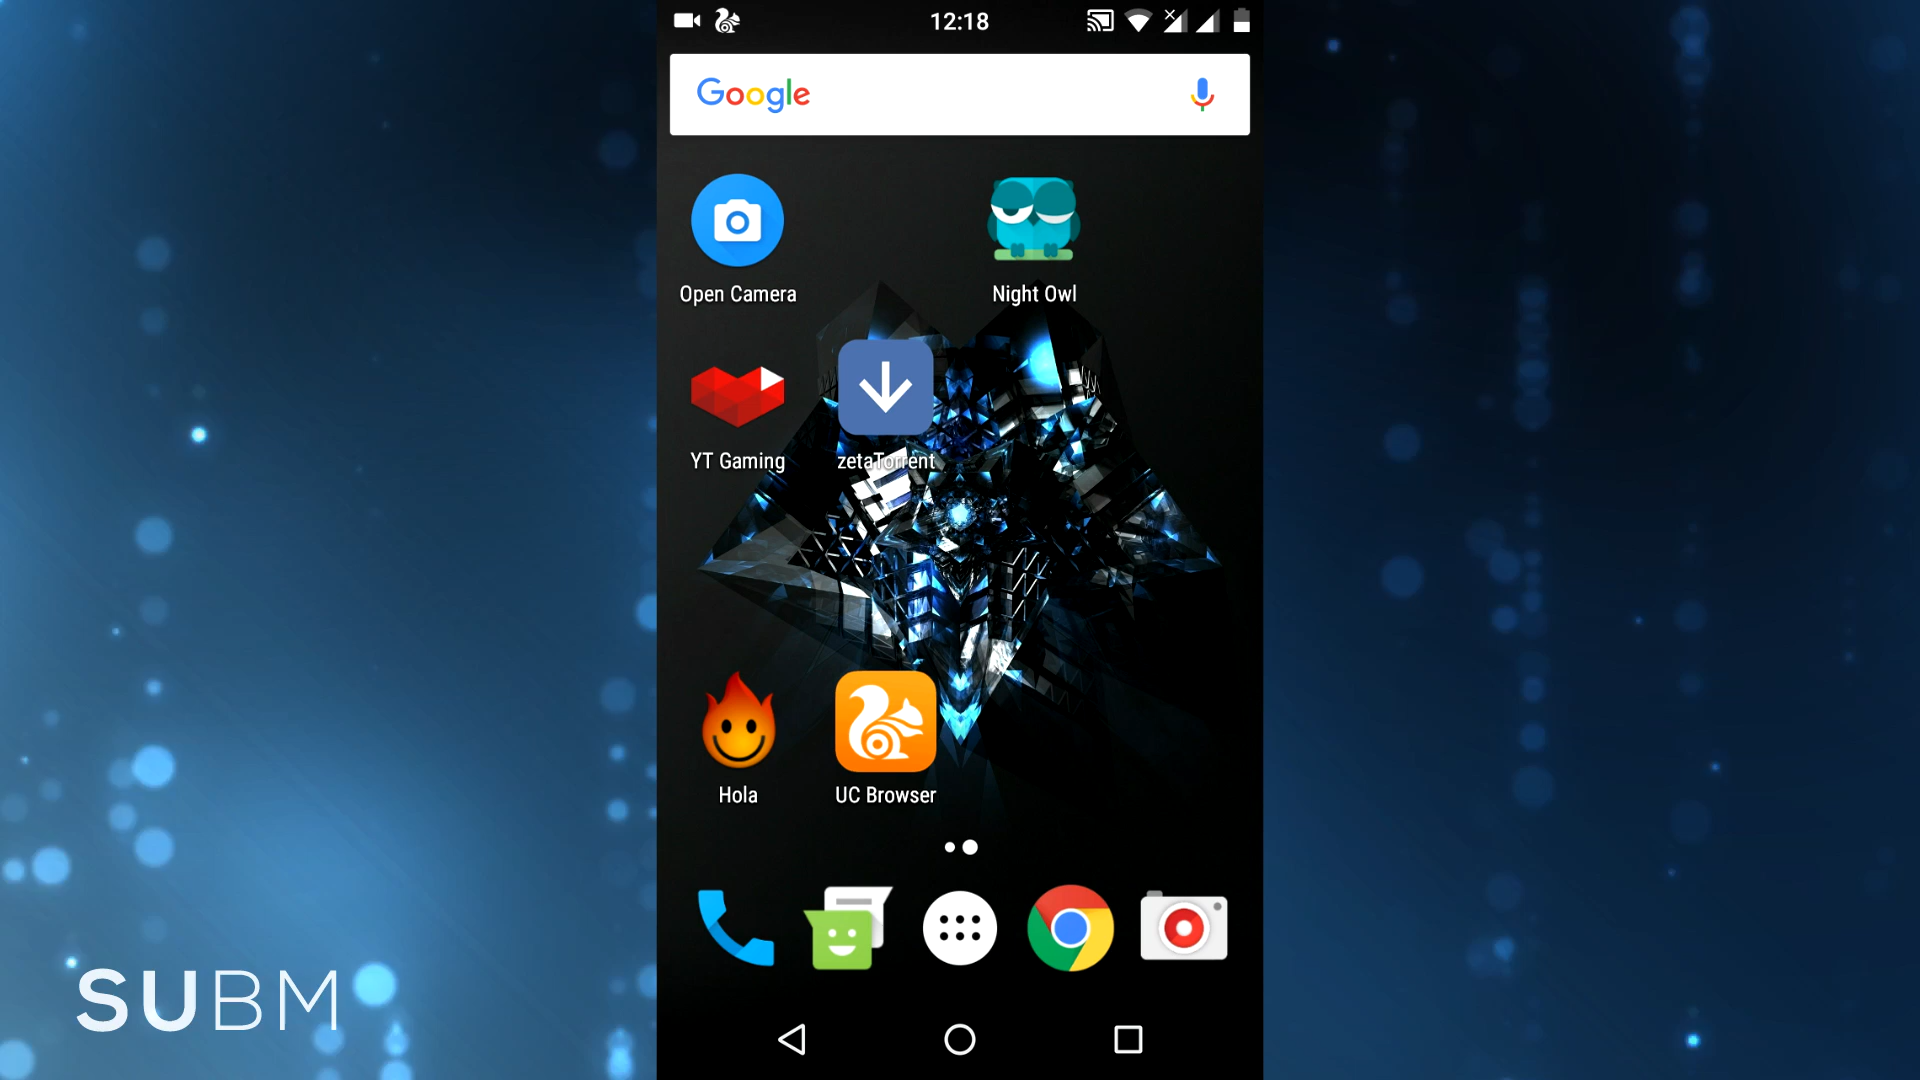 12:18
Google
Open Camera
Night Owl
YT Gaming
zetaTorrent
Hola
UC Browser
SUBM